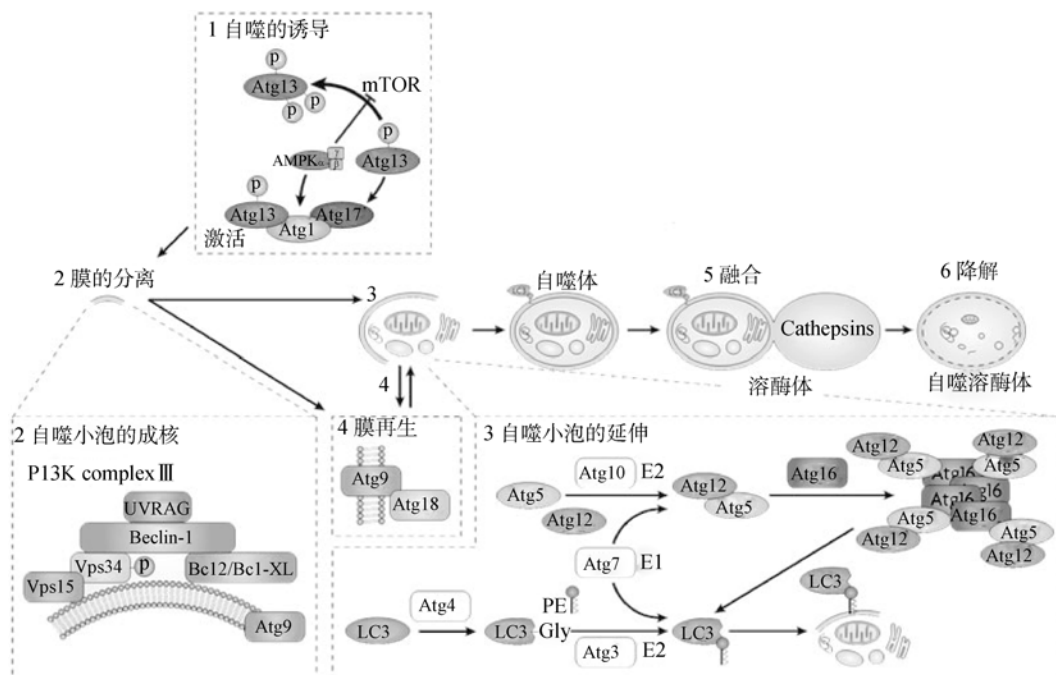 1 自噬的诱导
p
Atg13
p
p
mTOR
p
AMPKα
γ
β
Atg13
p
Atg13
Atg17
Atg1
激活
2 膜的分离
3
自噬体
5 融合
6 降解
Cathepsins
溶酶体
自噬溶酶体
4
2 自噬小泡的成核
P13K complex Ⅲ
UVRAG
Beclin-1
Vps34
p
Bc12/Bc1-XL
Vps15
Atg9
4 膜再生
Atg9
Atg18
3 自噬小泡的延伸
Atg5
Atg10
E2
Atg12
Atg12
Atg5
Atg16
Atg12
Atg5
Atg12
Atg5
Atg16
Atg16
Atg16
Atg16
Atg5
Atg12
Atg5
Atg12
Atg7
E1
LC3
Atg4
LC3
PE
Gly
Atg3
E2
LC3
LC3